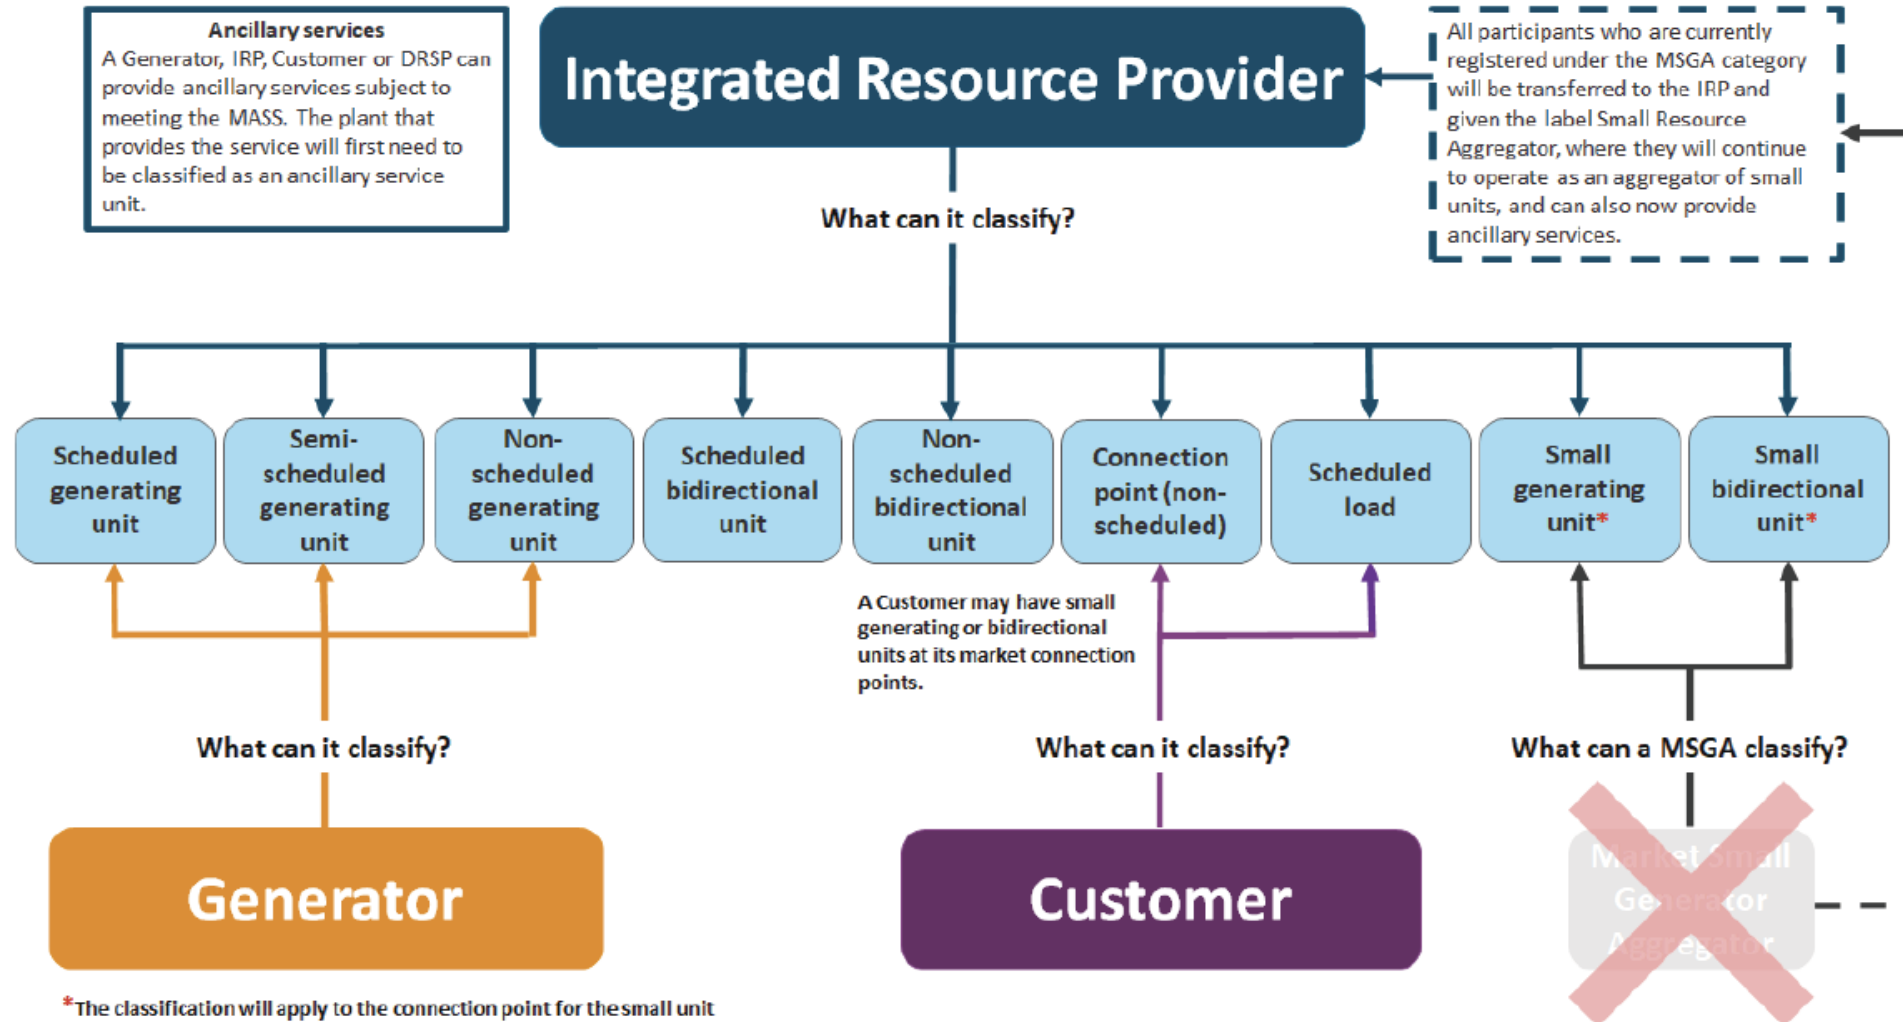 Ancillary services
A Generator, IRP, Customer or DRSP can
provide ancillary services subject to
meeting the MASS. The plant that
provides the service will first need to
be classified as an ancillary service
unit.
Integrated Resource Provider
All participants who are currently
registered under the MSGA category
will be transferred to the IRP and
given the label Small Resource
Aggregator, where they will continue
to operate as an aggregator of small
units, and can also now provide
ancillary services.
What can it classify?
Scheduled
generating
unit
Semi-
scheduled
generating
unit
Non-
scheduled
generating
unit
Scheduled
bidirectional
unit
Non-
scheduled
bidirectional
unit
Connection
point (non-
scheduled)
Scheduled
load
Small
generating
unit*
Small
bidirectional
unit*
A Customer may have small
generating or bidirectional
units at its market connection
points.
What can it classify?
What can it classify?
What can a MSGA classify?
Generator
Customer
Market Small
Generator
Aggregator
*The classification will apply to the connection point for the small unit